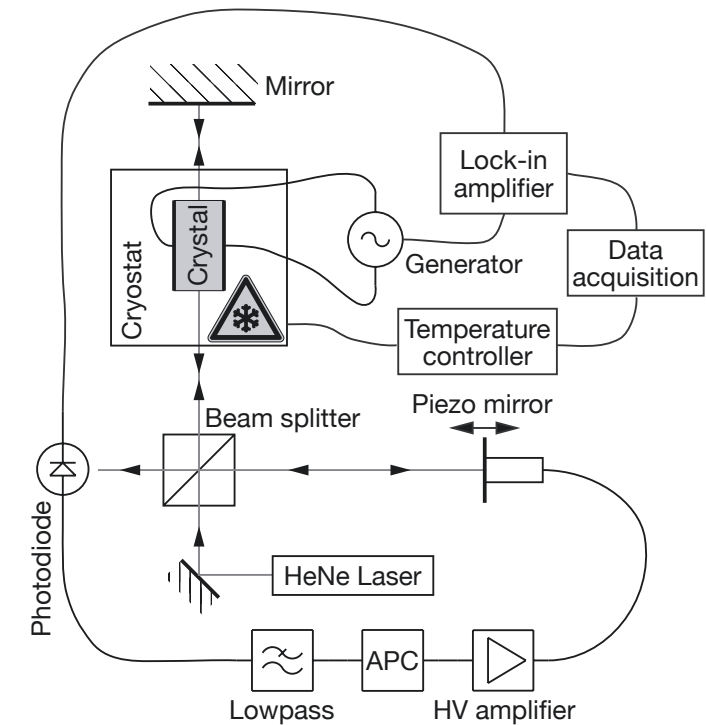 Mirror
Lock-in
amplifier
Crystal
Cryostat
Generator
Data
acquisition
Temperature
controller
Piezo mirror
Beam splitter
Photodiode
HeNe Laser
APC
Lowpass
HV amplifier